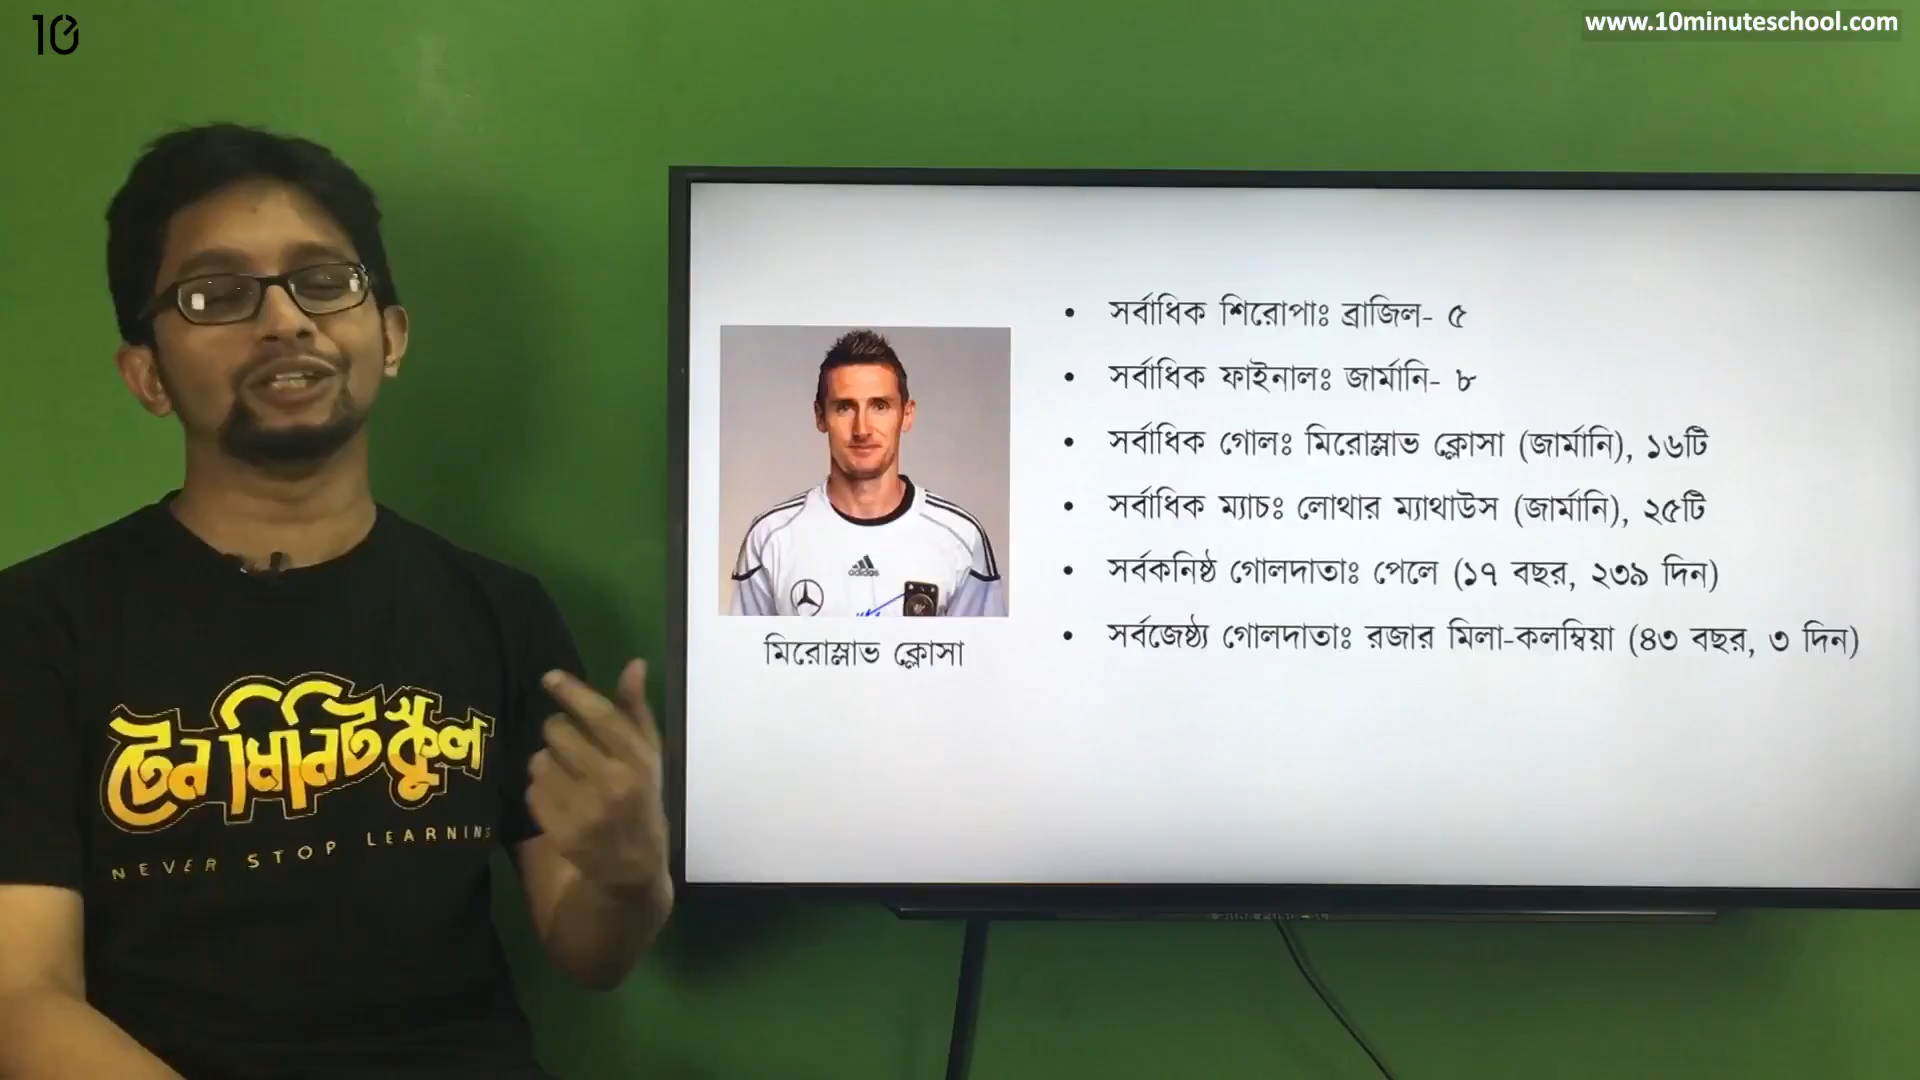 10
www.10minuteschool.com
• সর্বাধিক শিরোপাঃ ব্রাজিল- ৫
• সর্বাধিক ফাইনালঃ জার্মানি- ৮
• সর্বাধিক গোলঃ মিরোস্লাভ ক্লোসা (জার্মানি), ১৬টি
• সর্বাধিক ম্যাচঃ লোথার ম্যাথাউস (জার্মানি), ২৫টি
• সর্বকনিষ্ঠ গোলদাতাঃ পেলে (১৭ বছর, ২৩৯ দিন)
• সর্বজেষ্ঠ্য গোলদাতাঃ রজার মিলা-কলম্বিয়া (৪৩ বছর, ৩ দিন)
adidas
মিরোস্লাভ ক্লোসা
টেন মিনিট স্কুল
NEVER STOP LEARNING